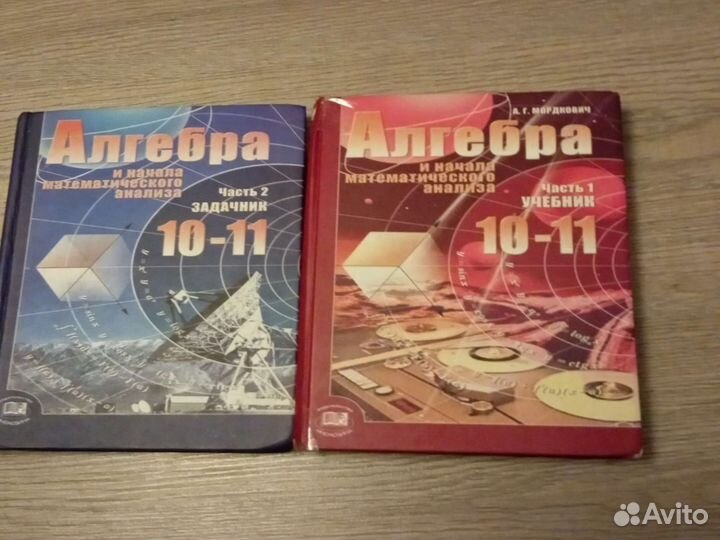 Алгебра
и начала
математического
анализа
Часть 2
ЗАДАЧНИК
10-11
А. Г. МОРДКОВИЧ
Алгебра
и начала
математического
анализа
Часть 1
УЧЕБНИК
10-11
Avito